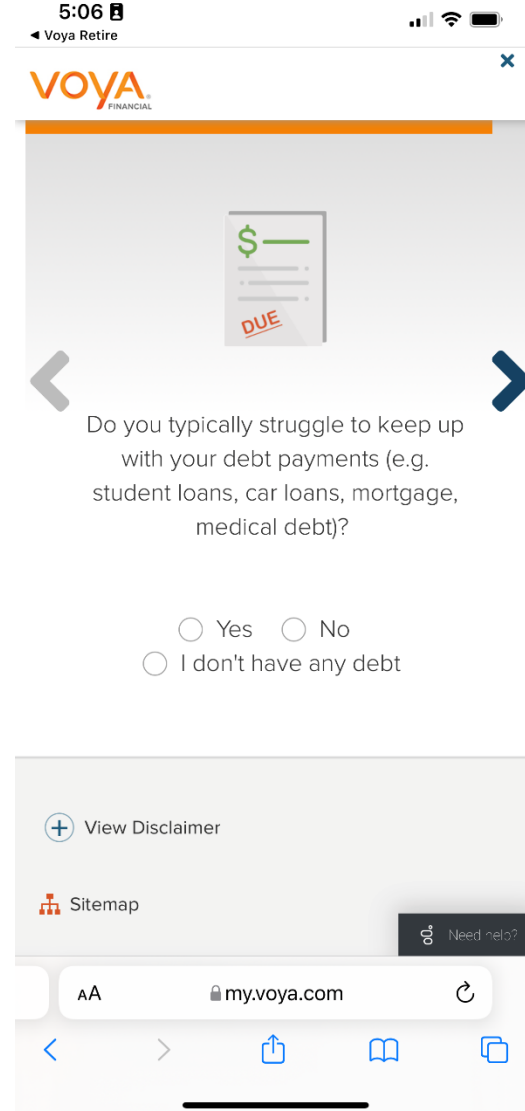 5:06
◀ Voya Retire
VOYA
FINANCIAL
$
DUE
Do you typically struggle to keep up
with your debt payments (e.g.
student loans, car loans, mortgage,
medical debt)?
Yes No
I don't have any debt
View Disclaimer
Sitemap
Need help?
AA my.voya.com